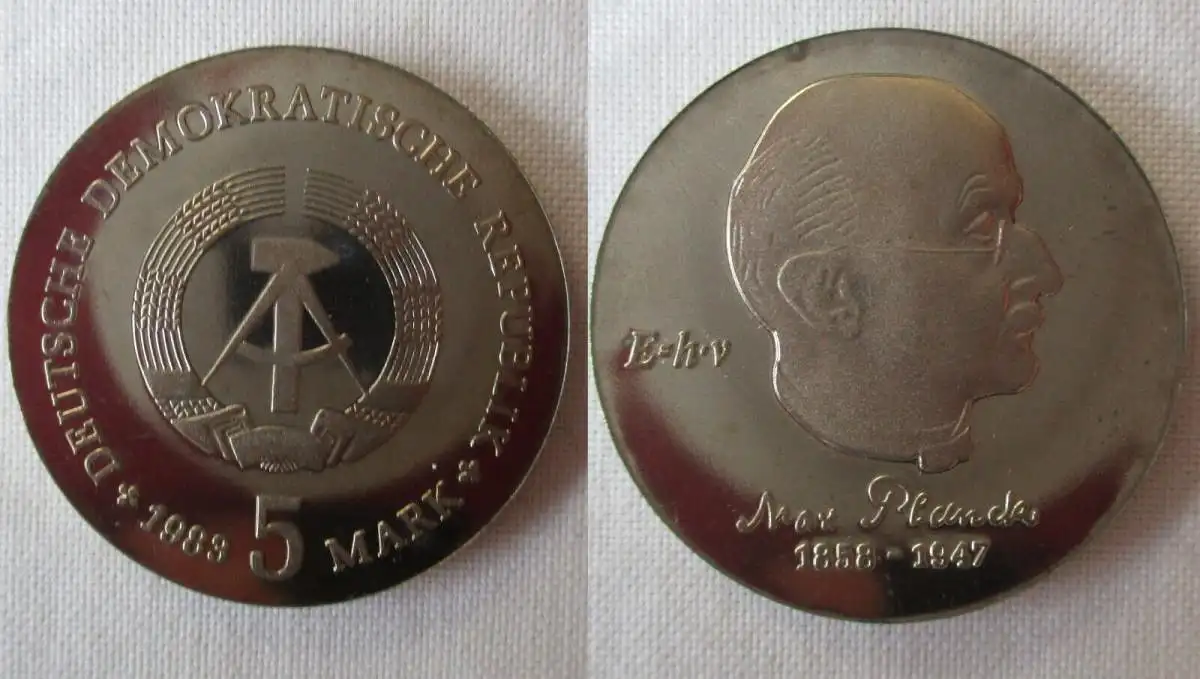 DEUTSCHE DEMOKRATISCHE REPUBLIK
1983 5 MARK
E=h·ν
Max Planck
1858-1947